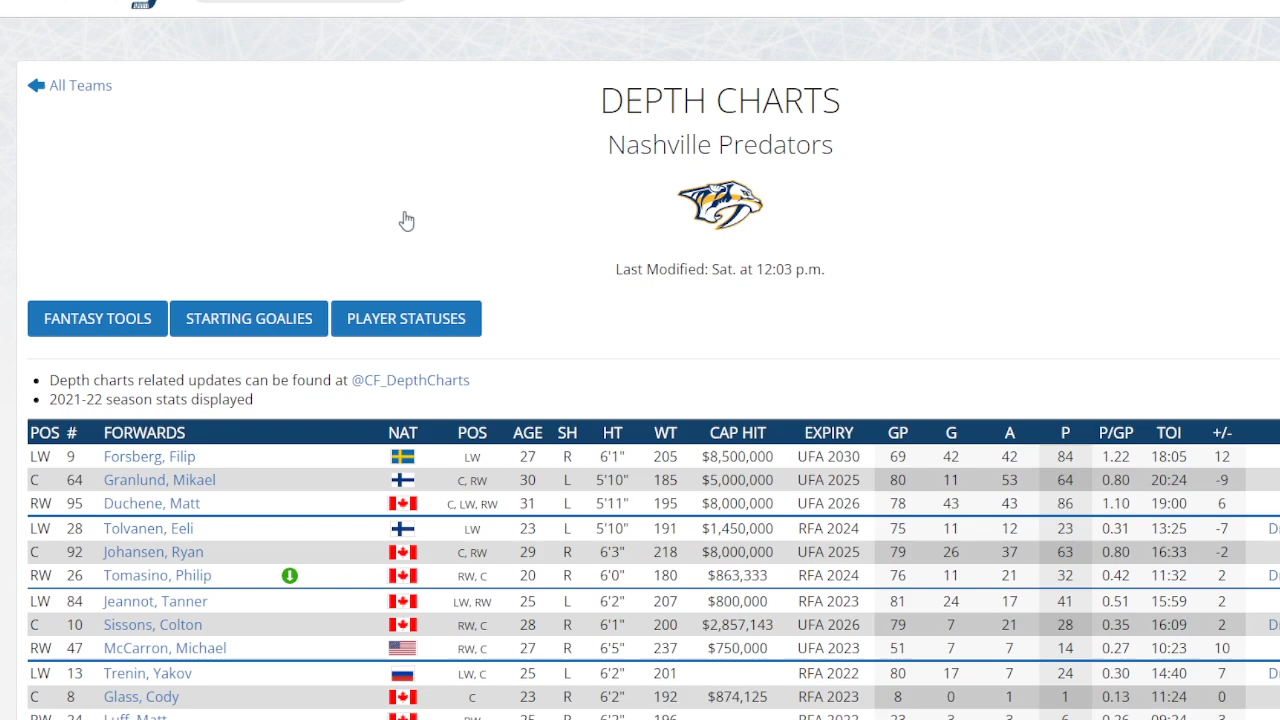 All Teams
DEPTH CHARTS
Nashville Predators
Last Modified: Sat. at 12:03 p.m.
FANTASY TOOLS STARTING GOALIES PLAYER STATUSES
• Depth charts related updates can be found at @CF_DepthCharts
• 2021-22 season stats displayed
POS # FORWARDS NAT POS AGE SH HT WT CAP HIT EXPIRY GP G A P P/GP TOI +/-
LW 9 Forsberg, Filip LW 27 R 6'1" 205 $8,500,000 UFA 2030 69 42 42 84 1.22 18:05 12
C 64 Granlund, Mikael C, RW 30 L 5'10" 185 $5,000,000 UFA 2025 80 11 53 64 0.80 20:24 -9
RW 95 Duchene, Matt C, LW, RW 31 L 5'11" 195 $8,000,000 UFA 2026 78 43 43 86 1.10 19:00 6
LW 28 Tolvanen, Eeli LW 23 L 5'10" 191 $1,450,000 RFA 2024 75 11 12 23 0.31 13:25 -7
C 92 Johansen, Ryan C, RW 29 R 6'3" 218 $8,000,000 UFA 2025 79 26 37 63 0.80 16:33 -2
RW 26 Tomasino, Philip RW, C 20 R 6'0" 180 $863,333 RFA 2024 76 11 21 32 0.42 11:32 2
LW 84 Jeannot, Tanner LW, RW 25 L 6'2" 207 $800,000 RFA 2023 81 24 17 41 0.51 15:59 2
C 10 Sissons, Colton RW, C 28 R 6'1" 200 $2,857,143 UFA 2026 79 7 21 28 0.35 16:09 2
RW 47 McCarron, Michael RW, C 27 R 6'5" 237 $750,000 UFA 2023 51 7 7 14 0.27 10:23 10
LW 13 Trenin, Yakov LW, C 25 L 6'2" 201 RFA 2022 80 17 7 24 0.30 14:40 7
C 8 Glass, Cody C 23 R 6'2" 192 $874,125 RFA 2023 8 0 1 1 0.13 11:24 0
RW 24 Luff, Matt